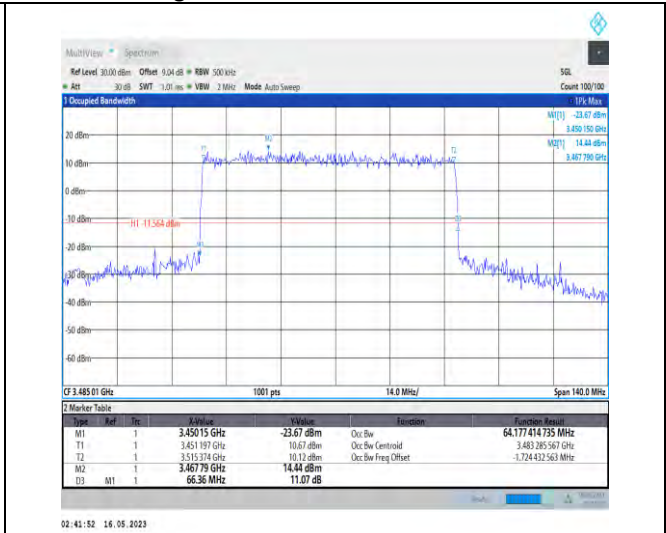 MultiView Spectrum
Ref Level 30.00 dBm Offset 9.04 dB RBW 500 kHz SGL
Att 30 dB SWT 1.01 ms VBW 2 MHz Mode Auto Sweep Count 100/100
1 Occupied Bandwidth 1Pk Max
M1[1] -23.67 dBm
3.450 150 GHz
M2[1] 14.44 dBm
3.467 790 GHz
20 dBm
M2
T1
T2
10 dBm
0 dBm
-10 dBm
H1 -11.564 dBm
D3
-20 dBm
M1
-30 dBm
-40 dBm
-50 dBm
-60 dBm
CF 3.485 01 GHz 1001 pts 14.0 MHz/ Span 140.0 MHz
2 Marker Table
Type Ref Trc X-Value Y-Value Function Function Result
M1 1 3.45015 GHz -23.67 dBm Occ Bw 64.177 414 735 MHz
T1 1 3.451 197 GHz 10.67 dBm Occ Bw Centroid 3.483 285 567 GHz
T2 1 3.515 374 GHz 10.12 dBm Occ Bw Freq Offset -1.724 432 563 MHz
M2 1 3.46779 GHz 14.44 dBm
D3 M1 1 66.36 MHz 11.07 dB
02:41:52 16.05.2023